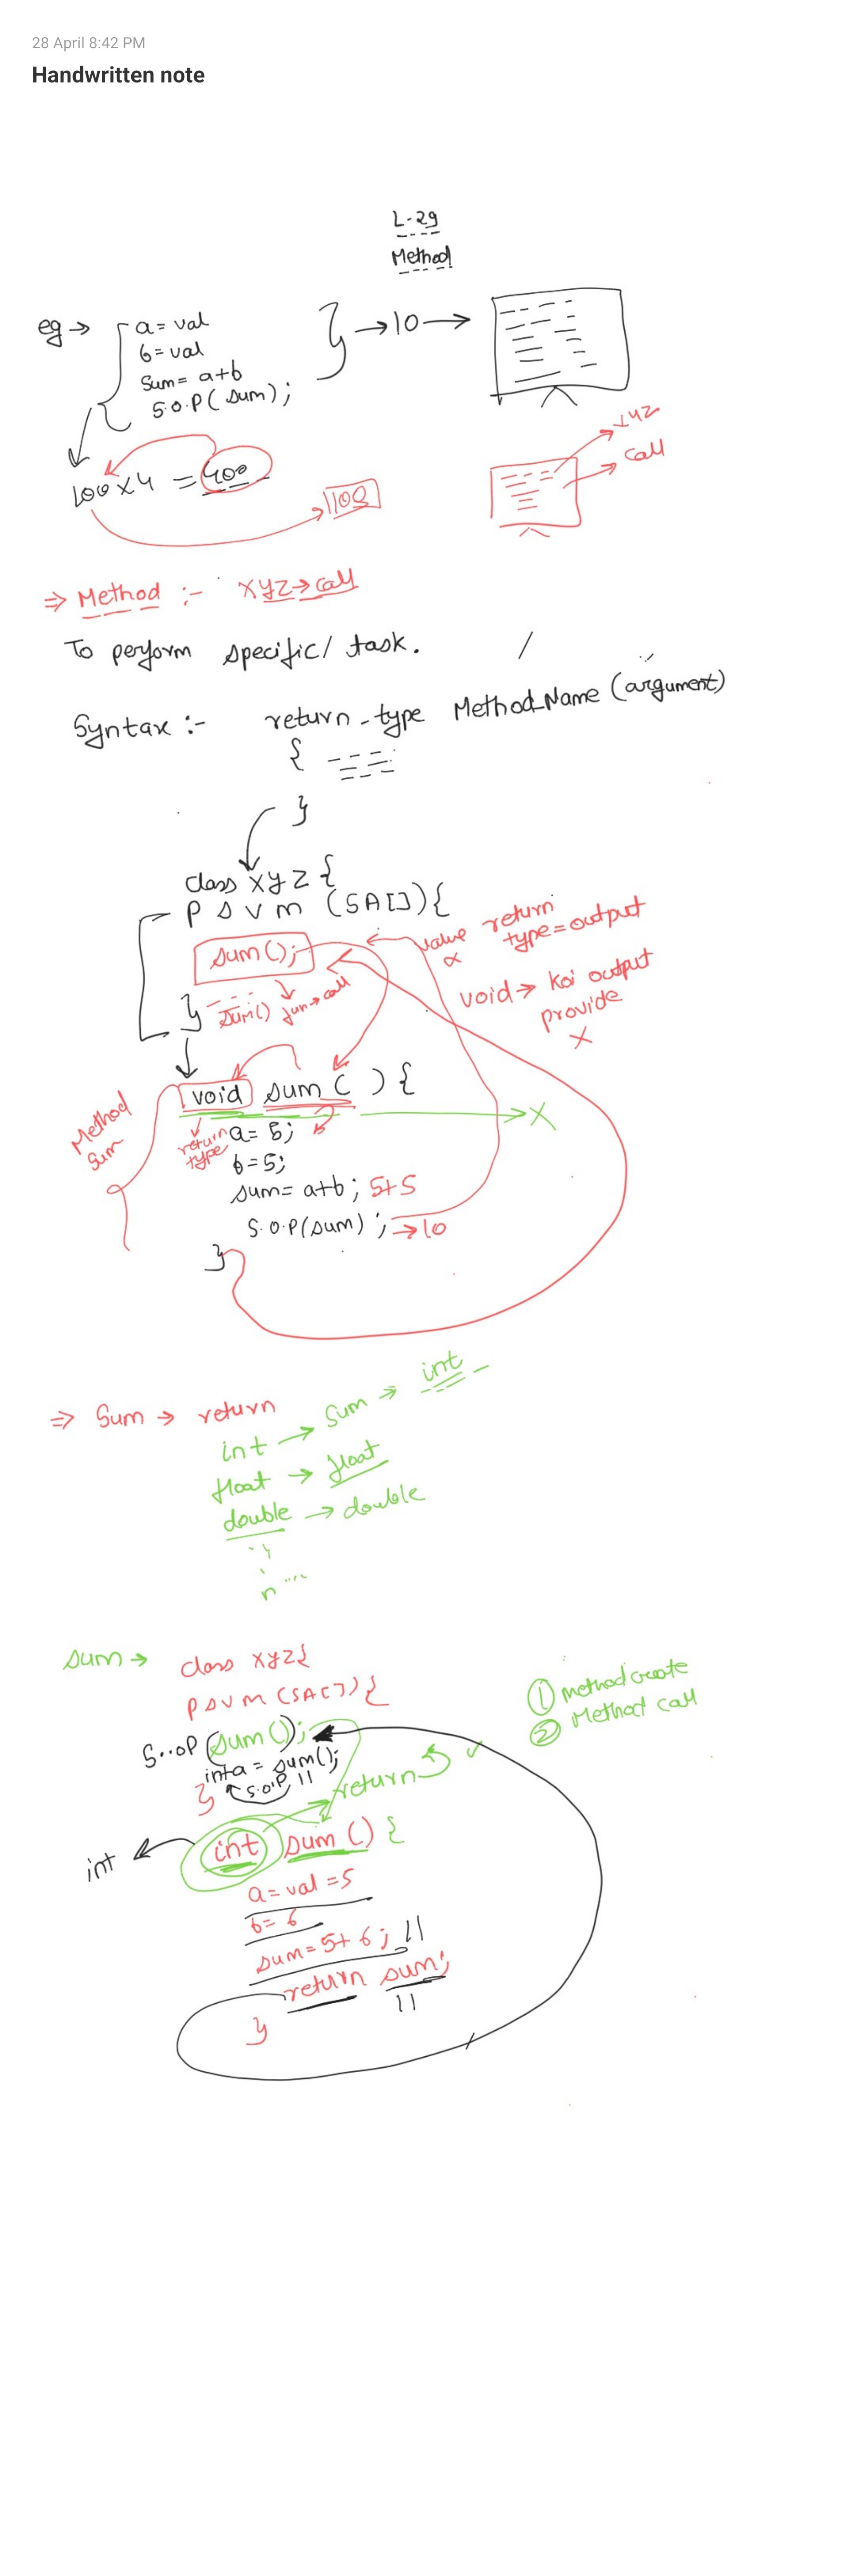 28 April 8:42 PM
Handwritten note
L-29
Method
eg → a = val
b = val
Sum = a+b
S.O.P(Sum);
} → 10 →
100 x 4 = 400
xyz
call
⇒ Method :- xyz → call
To perform specific/ task.
Syntax :- return-type Method_Name (argument)
{
}
class xyz {
P S V M (SA[]){
sum();
} sum() fun → call
value
return
type = output
void → koi output
provide
X
Method
Sum
void sum ( ) {
X
return
type
a = 5;
b = 5;
sum = a+b; 5+5
S.O.P(sum); → 10
}
⇒ Sum → return
int → sum → int
float → float
double → double
n ...
sum → class xyz{
P S V M (SA[]){
S..oP (sum());
int a = sum();
} S.O.P 11
return 5
① method create
② Method call
int
int sum () {
a = val = 5
b = 6
sum = 5+6; 11
return sum;
11
}